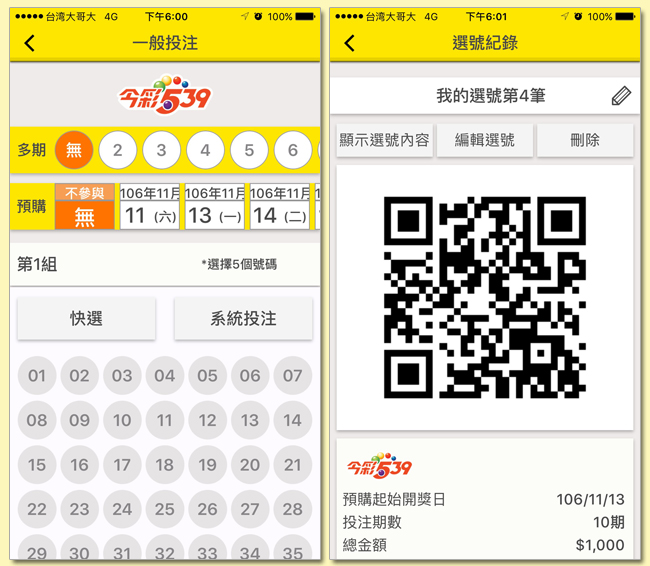 ●●●●● 台湾大哥大 4G 下午6:00 100%
一般投注
今彩539
多期 無 2 3 4 5 6
不參與 106年11月 106年11月 106年11月
預購 無 11 (六) 13 (一) 14 (二)
第1組 *選擇5個號碼
快選 系統投注
01 02 03 04 05 06 07
08 09 10 11 12 13 14
15 16 17 18 19 20 21
22 23 24 25 26 27 28
29 30 31 32 33 34 35
●●●●● 台湾大哥大 4G 下午6:01 100%
選號紀錄
我的選號第4筆
顯示選號內容 編輯選號 刪除
今彩539
預購起始開獎日 106/11/13
投注期數 10期
總金額 $1,000